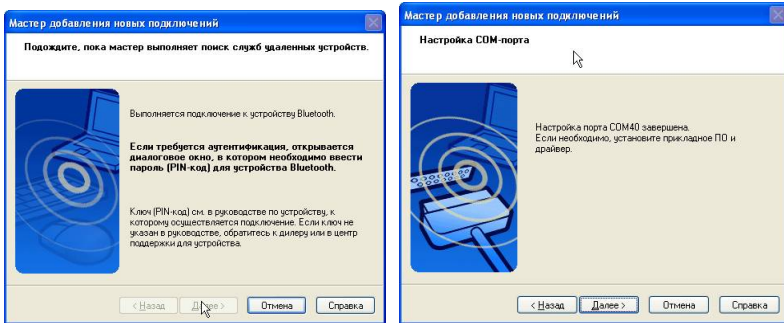 Мастер добавления новых подключений
Подождите, пока мастер выполняет поиск служб удаленных устройств.
Выполняется подключение к устройству Bluetooth.
Если требуется аутентификация, открывается
диалоговое окно, в котором необходимо ввести
пароль (PIN-код) для устройства Bluetooth.
Ключ (PIN-код) см. в руководстве по устройству, к
которому осуществляется подключение. Если ключ не
указан в руководстве, обратитесь к дилеру или в центр
поддержки для устройства.
< Назад Далее > Отмена Справка
Мастер добавления новых подключений
Настройка COM-порта
Настройка порта COM40 завершена.
Если необходимо, установите прикладное ПО и
драйвер.
< Назад Далее > Отмена Справка